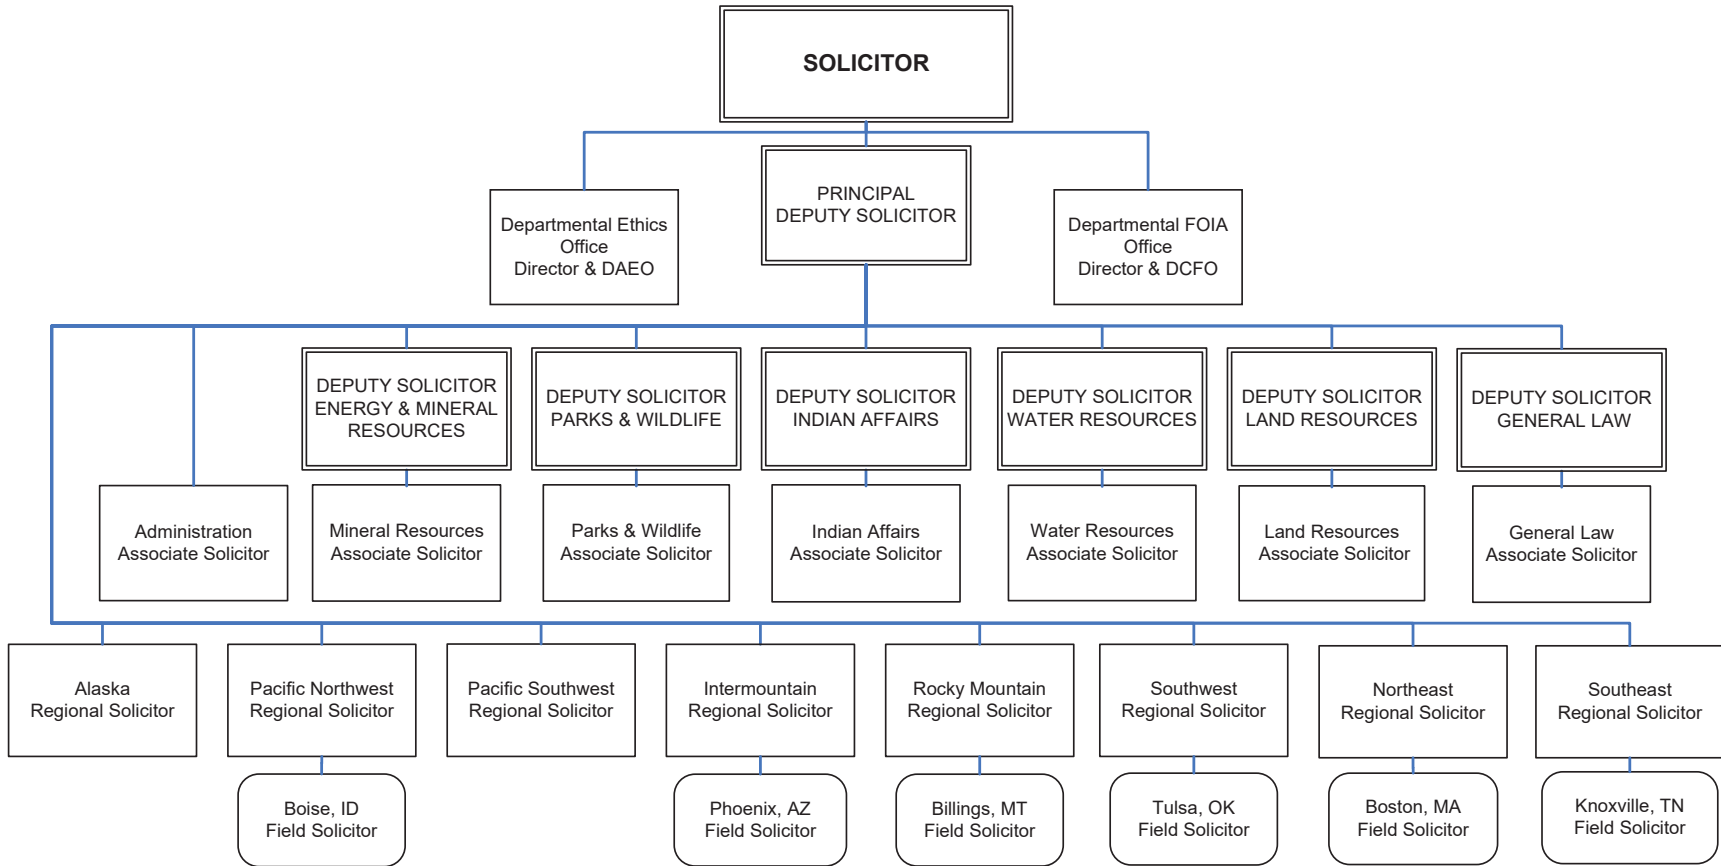 SOLICITOR
PRINCIPAL
DEPUTY SOLICITOR
Departmental Ethics
Office
Director & DAEO
Departmental FOIA
Office
Director & DCFO
DEPUTY SOLICITOR
ENERGY & MINERAL
RESOURCES
DEPUTY SOLICITOR
PARKS & WILDLIFE
DEPUTY SOLICITOR
INDIAN AFFAIRS
DEPUTY SOLICITOR
WATER RESOURCES
DEPUTY SOLICITOR
LAND RESOURCES
DEPUTY SOLICITOR
GENERAL LAW
Administration
Associate Solicitor
Mineral Resources
Associate Solicitor
Parks & Wildlife
Associate Solicitor
Indian Affairs
Associate Solicitor
Water Resources
Associate Solicitor
Land Resources
Associate Solicitor
General Law
Associate Solicitor
Alaska
Regional Solicitor
Pacific Northwest
Regional Solicitor
Pacific Southwest
Regional Solicitor
Intermountain
Regional Solicitor
Rocky Mountain
Regional Solicitor
Southwest
Regional Solicitor
Northeast
Regional Solicitor
Southeast
Regional Solicitor
Boise, ID
Field Solicitor
Phoenix, AZ
Field Solicitor
Billings, MT
Field Solicitor
Tulsa, OK
Field Solicitor
Boston, MA
Field Solicitor
Knoxville, TN
Field Solicitor